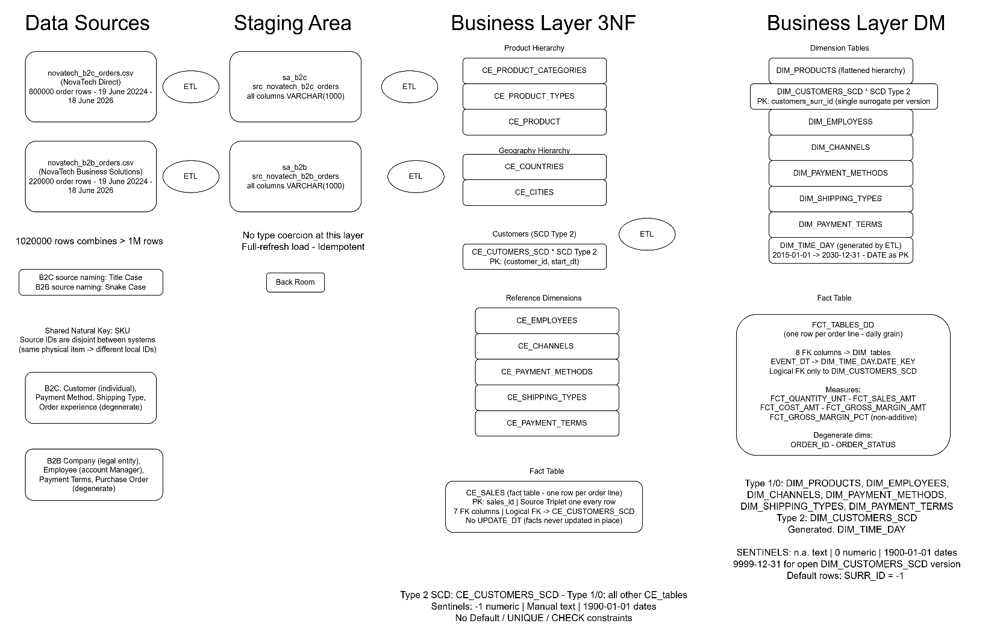 Data Sources
novatech_b2c_orders.csv
(NovaTech Direct)
800000 order rows - 19 June 20224 -
18 June 2026
ETL
novatech_b2b_orders.csv
(NovaTech Business Solutions)
220000 order rows - 19 June 20224 -
18 June 2026
ETL
1020000 rows combines > 1M rows
B2C source naming: Title Case
B2B source naming: Snake Case
Shared Natural Key: SKU
Source IDs are disjoint between systems
(same physical item -> different local IDs)
B2C: Customer (individual),
Payment Method, Shipping Type,
Order experience (degenerate)
B2B Company (legal entity),
Employee (account Manager),
Payment Terms, Purchase Order
(degenerate)
Staging Area
sa_b2c
src_novatech_b2c_orders
all columns VARCHAR(1000)
ETL
sa_b2b
src_novatech_b2b_orders
all columns VARCHAR(1000)
ETL
No type coercion at this layer
Full-refresh load - Idempotent
Back Room
Business Layer 3NF
Product Hierarchy
CE_PRODUCT_CATEGORIES
CE_PRODUCT_TYPES
CE_PRODUCT
Geography Hierarchy
CE_COUNTRIES
CE_CITIES
Customers (SCD Type 2)
CE_CUTOMERS_SCD * SCD Type 2
PK: (customer_id, start_dt)
ETL
Reference Dimensions
CE_EMPLOYEES
CE_CHANNELS
CE_PAYMENT_METHODS
CE_SHIPPING_TYPES
CE_PAYMENT_TERMS
Fact Table
CE_SALES (fact table - one row per order line)
PK: sales_id | Source Triplet one every row
7 FK columns | Logical FK -> CE_CUSTOMERS_SCD
No UPDATE_DT (facts never updated in place)
Type 2 SCD: CE_CUSTOMERS_SCD - Type 1/0: all other CE_tables
Sentinels: -1 numeric | Manual text | 1900-01-01 dates
No Default / UNIQUE / CHECK constraints
Business Layer DM
Dimension Tables
DIM_PRODUCTS (flattened hierarchy)
DIM_CUSTOMERS_SCD * SCD Type 2
PK: customers_surr_id (single surrogate per version
DIM_EMPLOYESS
DIM_CHANNELS
DIM_PAYMENT_METHODS
DIM_SHIPPING_TYPES
DIM_PAYMENT_TERMS
DIM_TIME_DAY (generated by ETL)
2015-01-01 -> 2030-12-31 - DATE as PK
Fact Table
FCT_TABLES_DD
(one row per order line - daily grain)
8 FK columns -> DIM_tables
EVENT_DT -> DIM_TIME_DAY.DATE_KEY
Logical FK only to DIM_CUSTOMERS_SCD
Measures:
FCT_QUANTITY_UNT - FCT_SALES_AMT
FCT_COST_AMT - FCT_GROSS_MARGIN_AMT
FCT_GROSS_MARGIN_PCT (non-additive)
Degenerate dims:
ORDER_ID - ORDER_STATUS
Type 1/0: DIM_PRODUCTS, DIM_EMPLOYEES,
DIM_CHANNELS, DIM_PAYMENT_METHODS,
DIM_SHIPPING_TYPES, DIM_PAYMENT_TERMS
Type 2: DIM_CUSTOMERS_SCD
Generated: DIM_TIME_DAY
SENTINELS: n.a. text | 0 numeric | 1900-01-01 dates
9999-12-31 for open DIM_CUSTOMERS_SCD version
Default rows: SURR_ID = -1